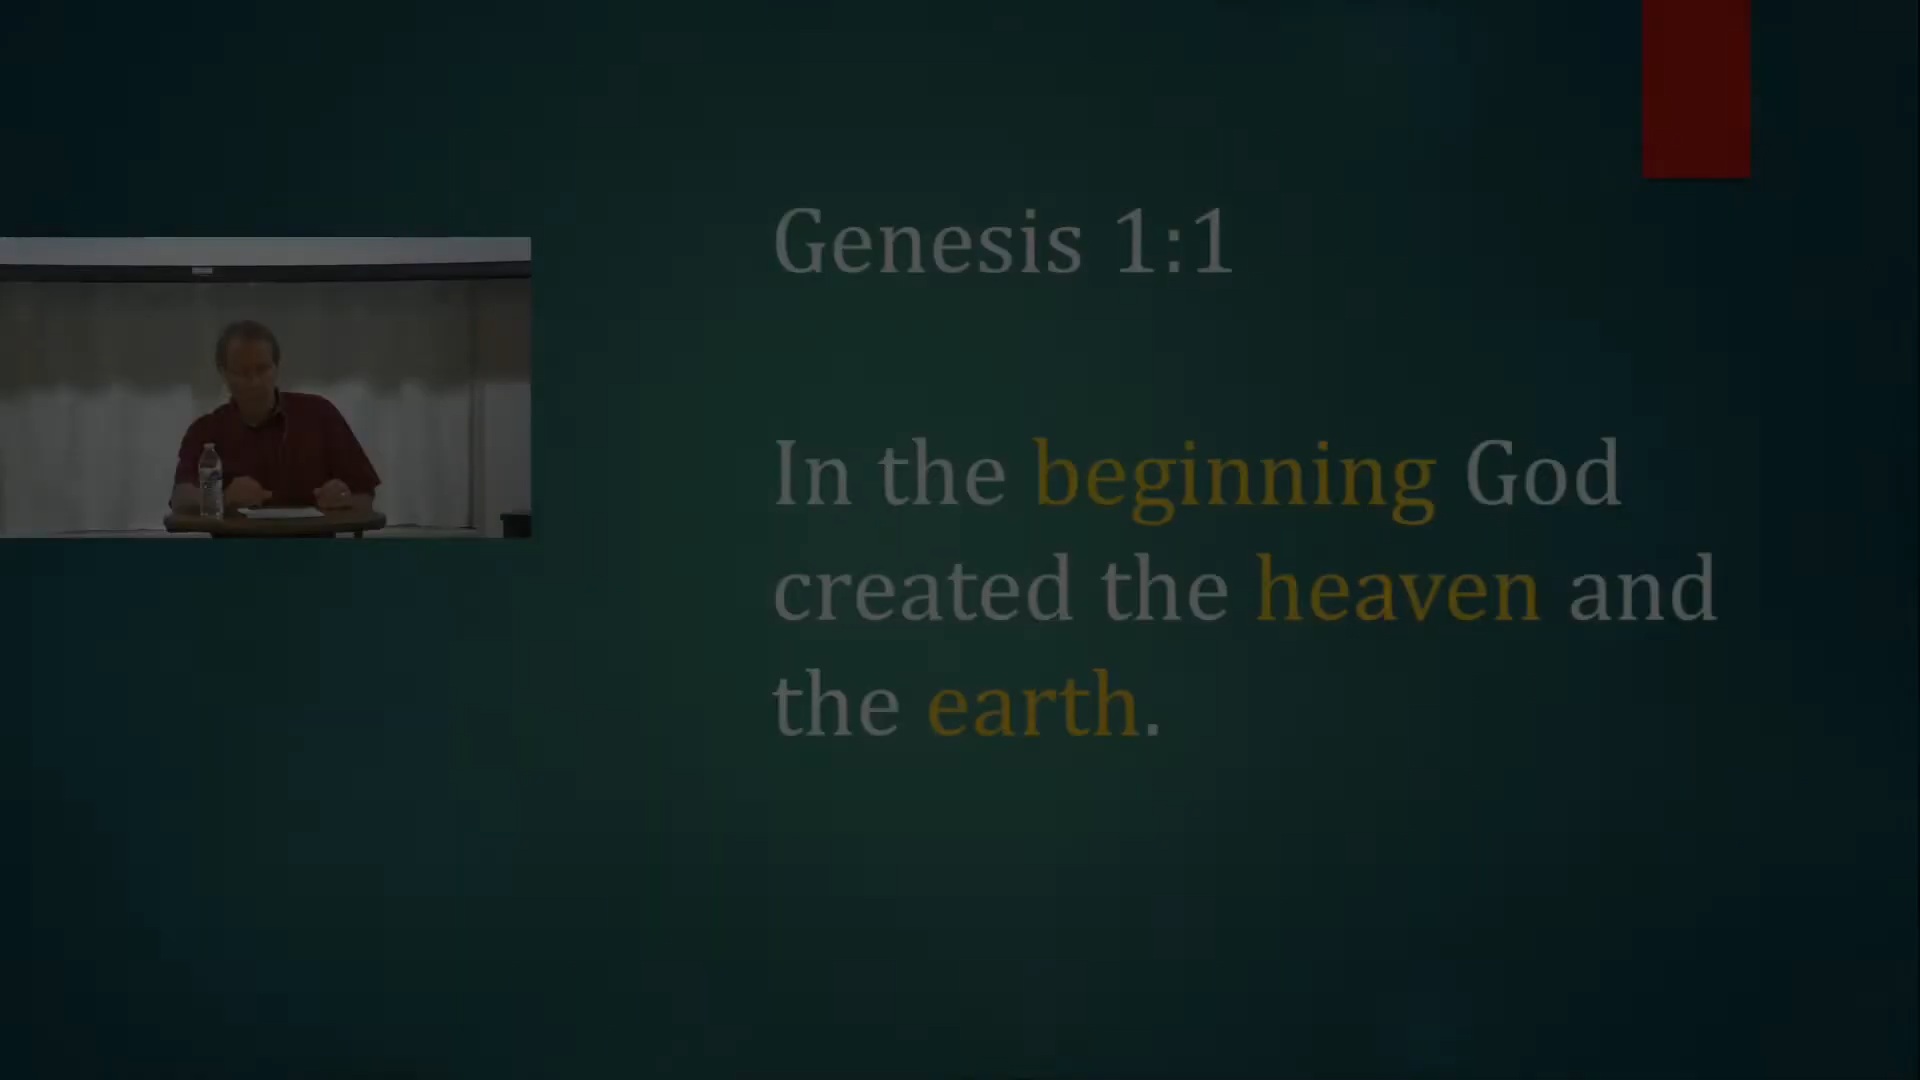 Genesis 1:1
In the beginning God
created the heaven and
the earth.